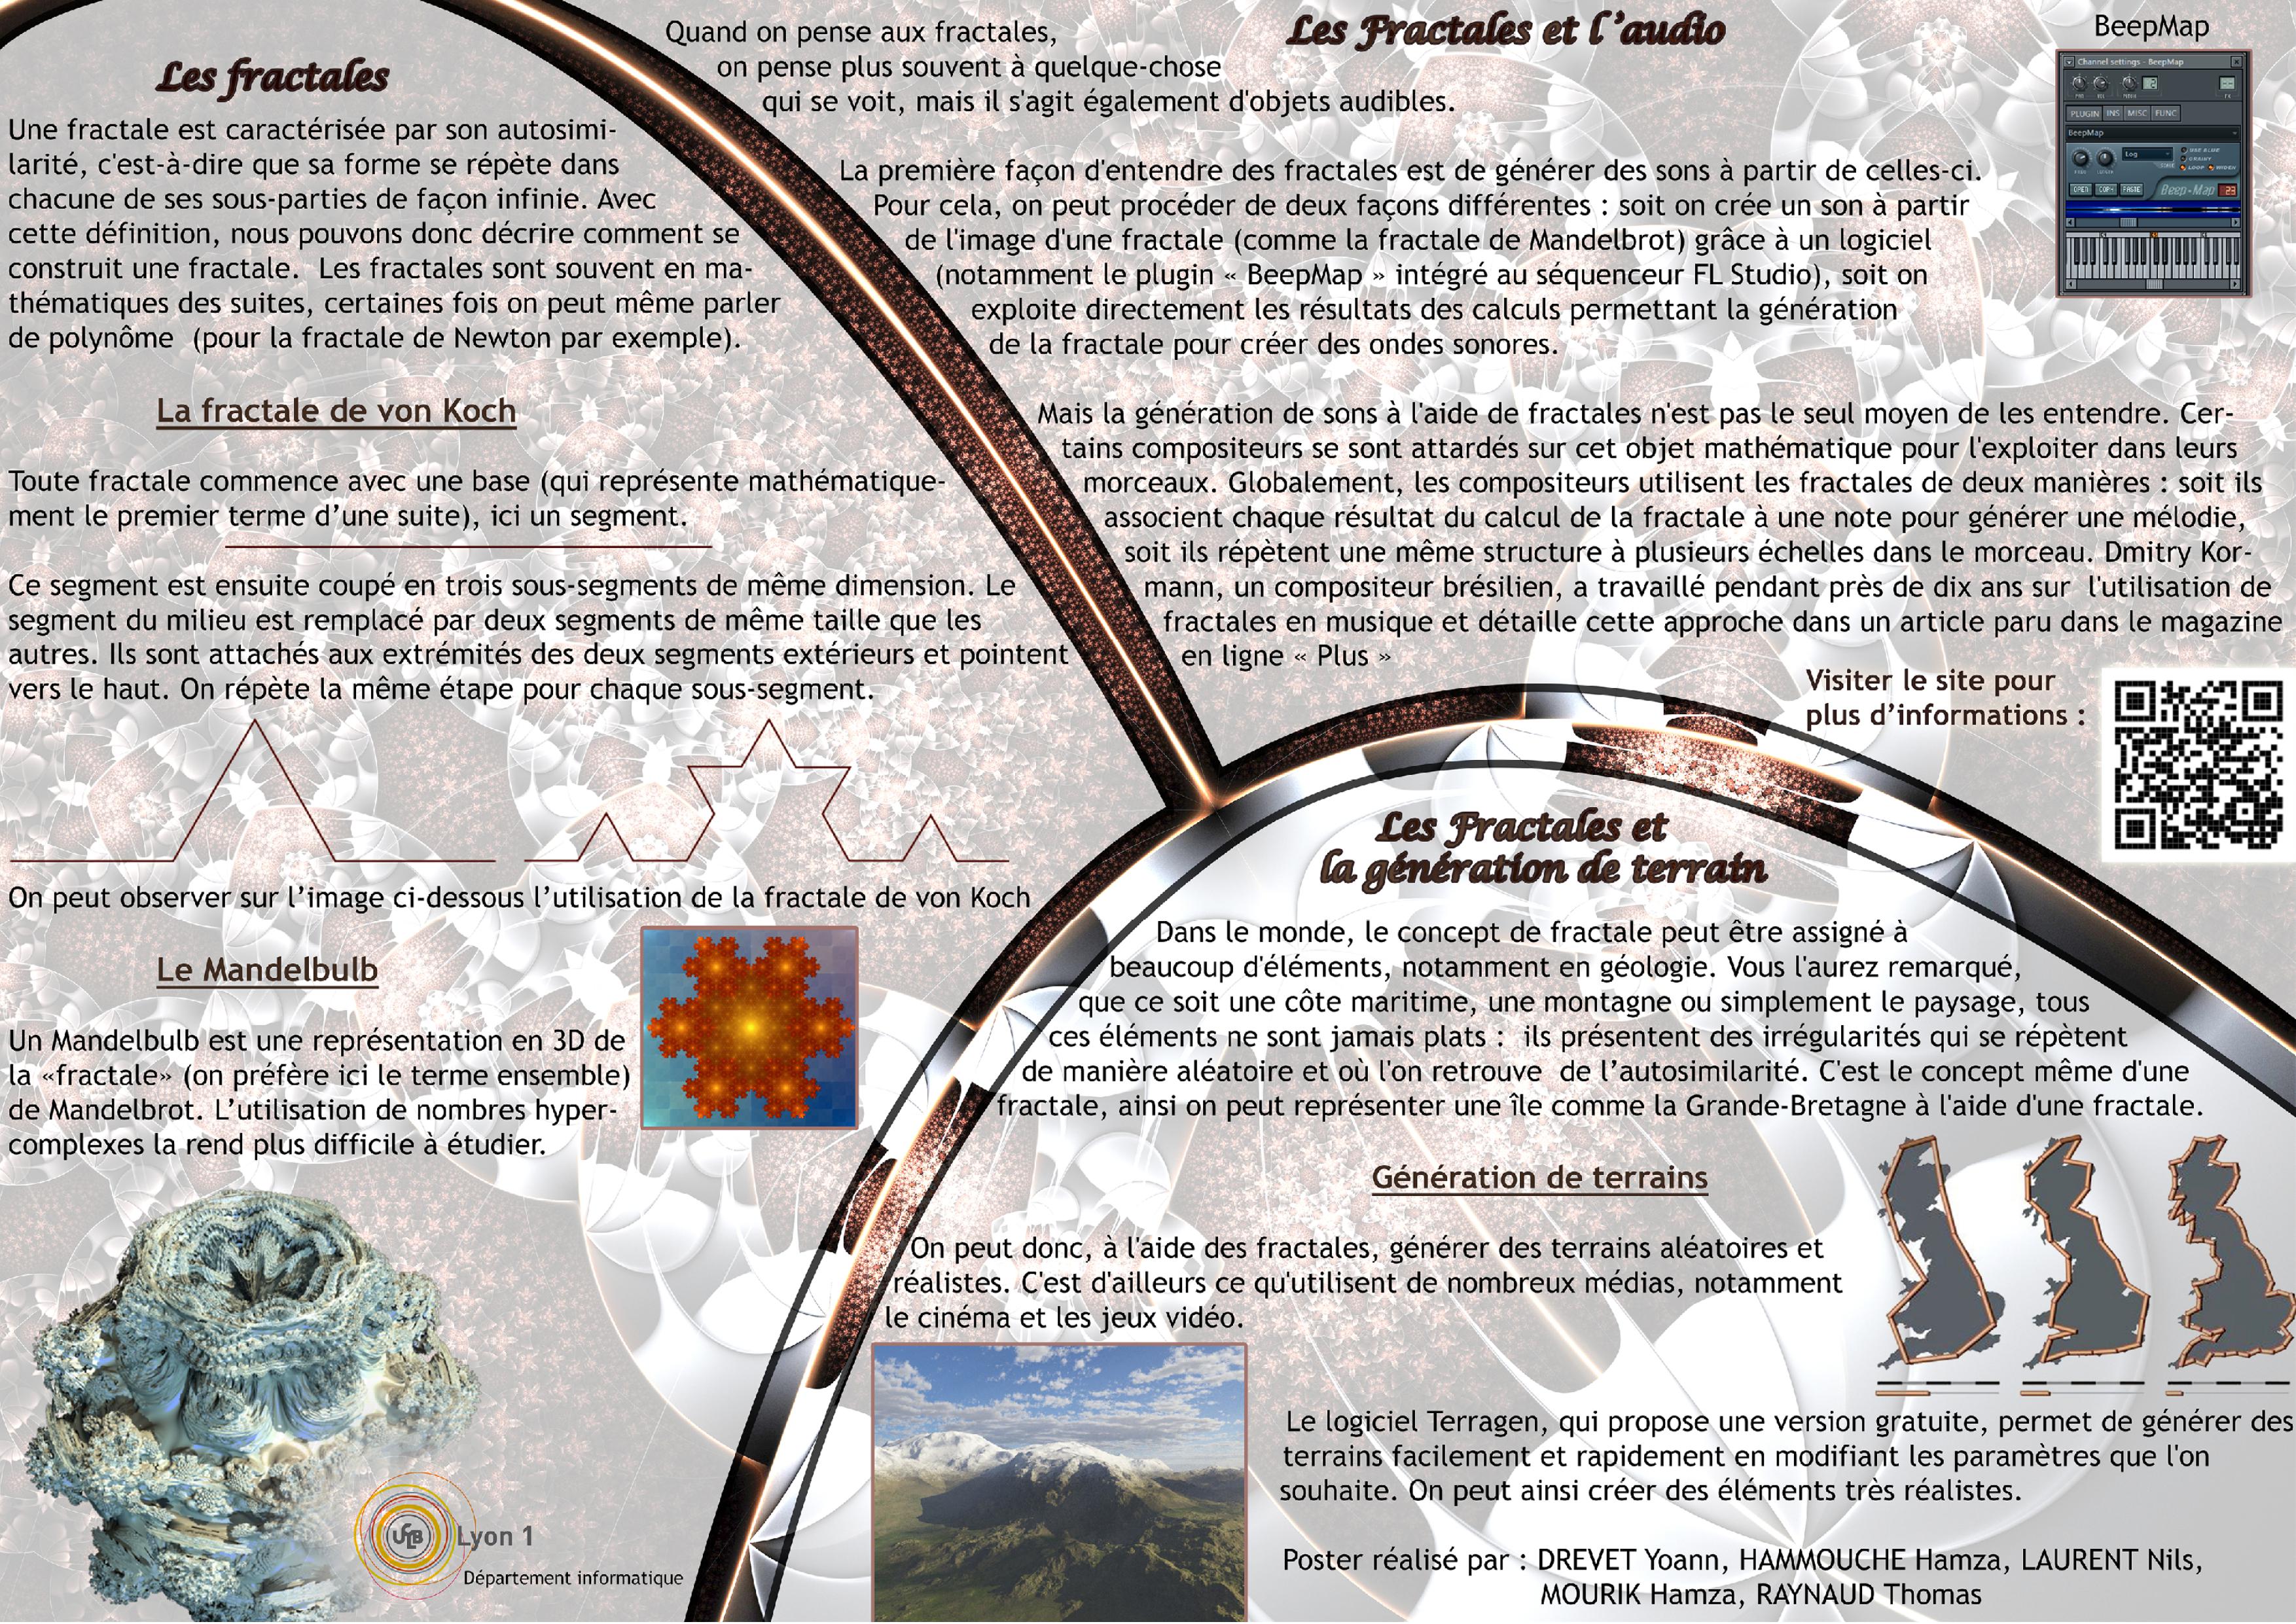 Les fractales
Une fractale est caractérisée par son autosimi-
larité, c'est-à-dire que sa forme se répète dans
chacune de ses sous-parties de façon infinie. Avec
cette définition, nous pouvons donc décrire comment se
construit une fractale.  Les fractales sont souvent en ma-
thématiques des suites, certaines fois on peut même parler
de polynôme  (pour la fractale de Newton par exemple).
La fractale de von Koch
Toute fractale commence avec une base (qui représente mathématique-
ment le premier terme d’une suite), ici un segment.
Ce segment est ensuite coupé en trois sous-segments de même dimension. Le
segment du milieu est remplacé par deux segments de même taille que les
autres. Ils sont attachés aux extrémités des deux segments extérieurs et pointent
vers le haut. On répète la même étape pour chaque sous-segment.
On peut observer sur l’image ci-dessous l’utilisation de la fractale de von Koch
Le Mandelbulb
Un Mandelbulb est une représentation en 3D de
la «fractale» (on préfère ici le terme ensemble)
de Mandelbrot. L’utilisation de nombres hyper-
complexes la rend plus difficile à étudier.
Lyon 1
Département informatique
Les Fractales et l’audio
Quand on pense aux fractales,
on pense plus souvent à quelque-chose
qui se voit, mais il s'agit également d'objets audibles.
La première façon d'entendre des fractales est de générer des sons à partir de celles-ci.
Pour cela, on peut procéder de deux façons différentes : soit on crée un son à partir
de l'image d'une fractale (comme la fractale de Mandelbrot) grâce à un logiciel
(notamment le plugin « BeepMap » intégré au séquenceur FL Studio), soit on
exploite directement les résultats des calculs permettant la génération
de la fractale pour créer des ondes sonores.
BeepMap
Channel settings - BeepMap
PLUGIN INS MISC FUNC
BeepMap
Log
OPEN COPY PASTE Beep-Map
Mais la génération de sons à l'aide de fractales n'est pas le seul moyen de les entendre. Cer-
tains compositeurs se sont attardés sur cet objet mathématique pour l'exploiter dans leurs
morceaux. Globalement, les compositeurs utilisent les fractales de deux manières : soit ils
associent chaque résultat du calcul de la fractale à une note pour générer une mélodie,
soit ils répètent une même structure à plusieurs échelles dans le morceau. Dmitry Kor-
mann, un compositeur brésilien, a travaillé pendant près de dix ans sur  l'utilisation de
fractales en musique et détaille cette approche dans un article paru dans le magazine
en ligne « Plus »
Visiter le site pour
plus d’informations :
Les Fractales et
la génération de terrain
Dans le monde, le concept de fractale peut être assigné à
beaucoup d'éléments, notamment en géologie. Vous l'aurez remarqué,
que ce soit une côte maritime, une montagne ou simplement le paysage, tous
ces éléments ne sont jamais plats :  ils présentent des irrégularités qui se répètent
de manière aléatoire et où l'on retrouve  de l’autosimilarité. C'est le concept même d'une
fractale, ainsi on peut représenter une île comme la Grande-Bretagne à l'aide d'une fractale.
Génération de terrains
On peut donc, à l'aide des fractales, générer des terrains aléatoires et
réalistes. C'est d'ailleurs ce qu'utilisent de nombreux médias, notamment
le cinéma et les jeux vidéo.
Le logiciel Terragen, qui propose une version gratuite, permet de générer des
terrains facilement et rapidement en modifiant les paramètres que l'on
souhaite. On peut ainsi créer des éléments très réalistes.
Poster réalisé par : DREVET Yoann, HAMMOUCHE Hamza, LAURENT Nils,
MOURIK Hamza, RAYNAUD Thomas